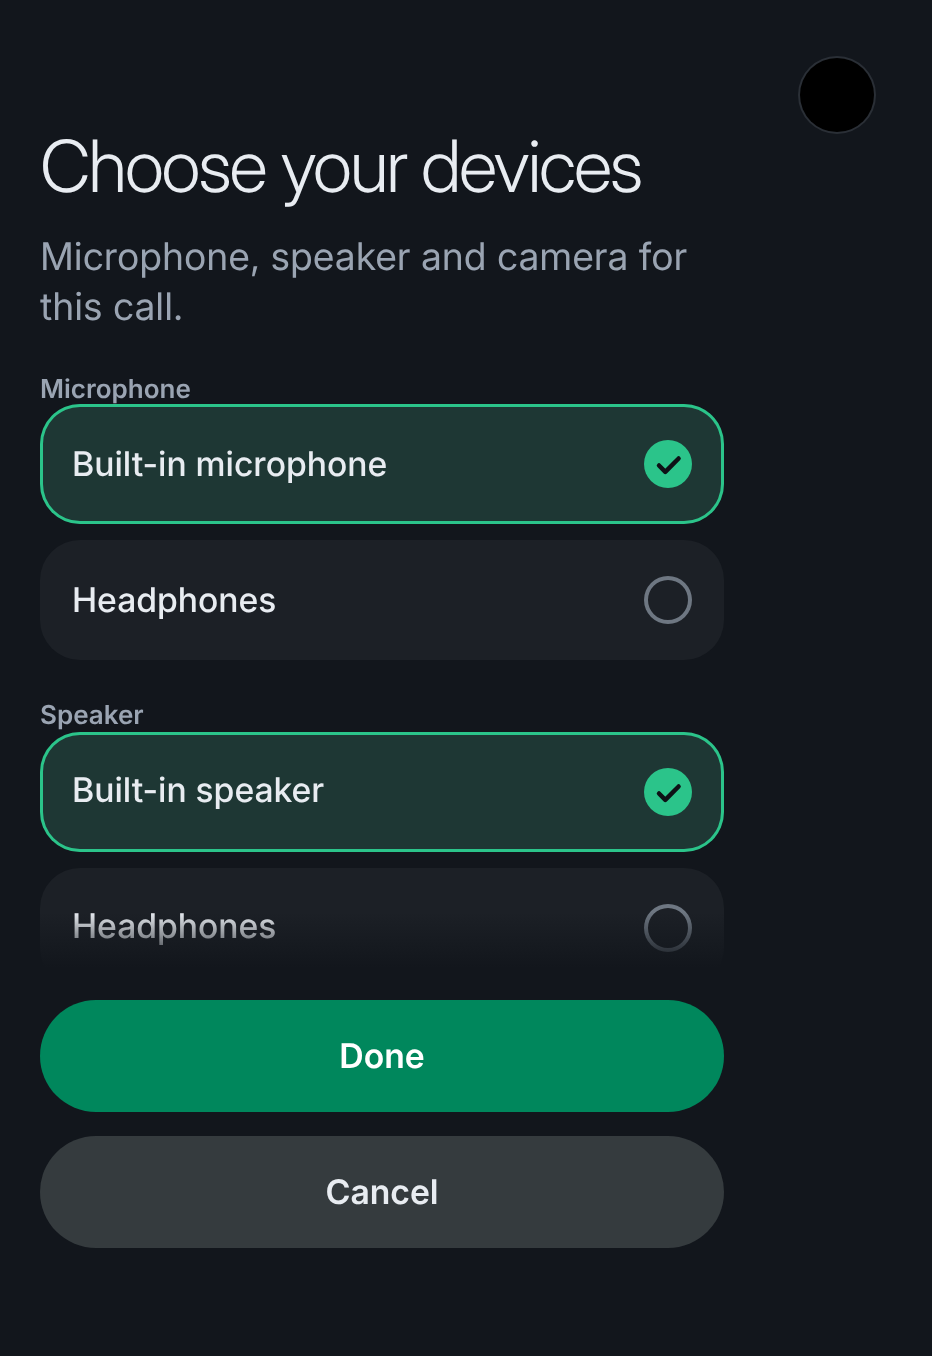 Choose your devices
Microphone, speaker and camera for
this call.
Microphone
Built-in microphone
Headphones
Speaker
Built-in speaker
Headphones
Done
Cancel